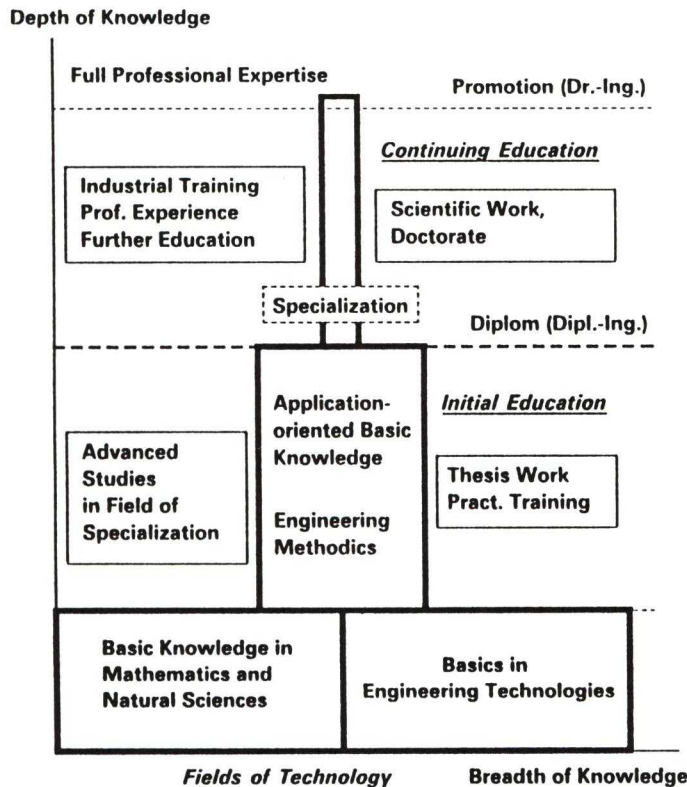 Depth of Knowledge
Full Professional Expertise
Promotion (Dr.-Ing.)
Continuing Education
Industrial Training
Prof. Experience
Further Education
Scientific Work,
Doctorate
Specialization
Diplom (Dipl.-Ing.)
Initial Education
Application-
oriented Basic
Knowledge
Engineering
Methodics
Advanced
Studies
in Field of
Specialization
Thesis Work
Pract. Training
Basic Knowledge in
Mathematics and
Natural Sciences
Basics in
Engineering Technologies
Fields of Technology
Breadth of Knowledge